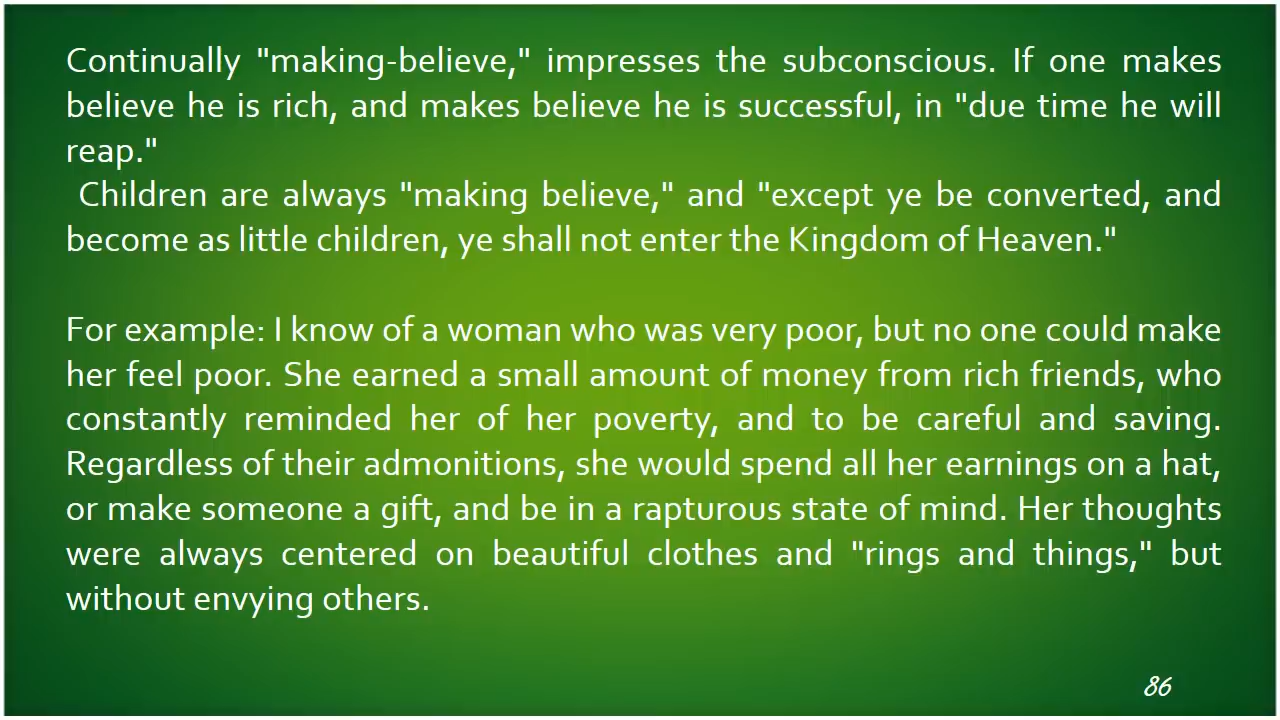 Continually "making-believe," impresses the subconscious. If one makes
believe he is rich, and makes believe he is successful, in "due time he will
reap."
Children are always "making believe," and "except ye be converted, and
become as little children, ye shall not enter the Kingdom of Heaven."
For example: I know of a woman who was very poor, but no one could make
her feel poor. She earned a small amount of money from rich friends, who
constantly reminded her of her poverty, and to be careful and saving.
Regardless of their admonitions, she would spend all her earnings on a hat,
or make someone a gift, and be in a rapturous state of mind. Her thoughts
were always centered on beautiful clothes and "rings and things," but
without envying others.
86